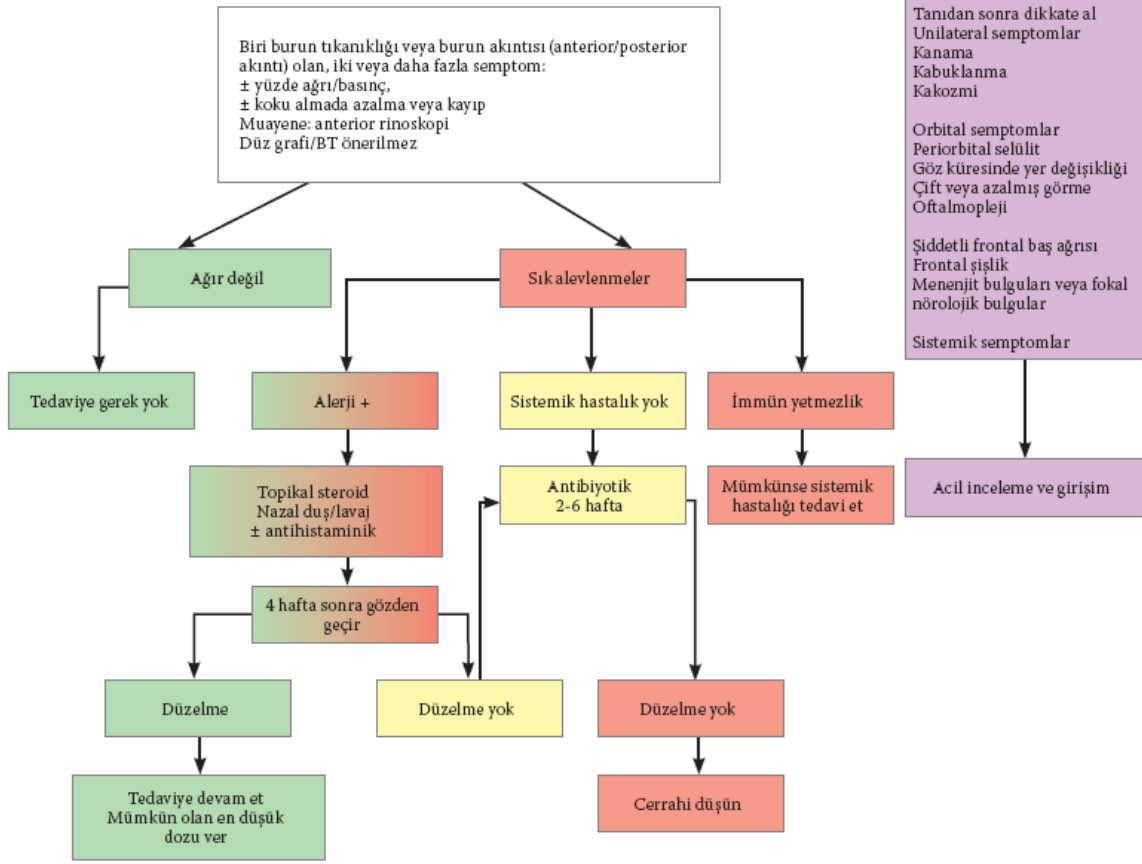 Biri burun tıkanıklığı veya burun akıntısı (anterior/posterior
akıntı) olan, iki veya daha fazla semptom:
± yüzde ağrı/basınç,
± koku almada azalma veya kayıp
Muayene: anterior rinoskopi
Düz grafi/BT önerilmez
Tanıdan sonra dikkate al
Unilateral semptomlar
Kanama
Kabuklanma
Kakozmi
Orbital semptomlar
Periorbital selülit
Göz küresinde yer değişikliği
Çift veya azalmış görme
Oftalmopleji
Şiddetli frontal baş ağrısı
Frontal şişlik
Menenjit bulguları veya fokal
nörolojik bulgular
Sistemik semptomlar
Ağır değil
Sık alevlenmeler
Tedaviye gerek yok
Alerji +
Sistemik hastalık yok
İmmün yetmezlik
Topikal steroid
Nazal duş/lavaj
± antihistaminik
Antibiyotik
2-6 hafta
Mümkünse sistemik
hastalığı tedavi et
Acil inceleme ve girişim
4 hafta sonra gözden
geçir
Düzelme
Düzelme yok
Düzelme yok
Tedaviye devam et
Mümkün olan en düşük
dozu ver
Cerrahi düşün